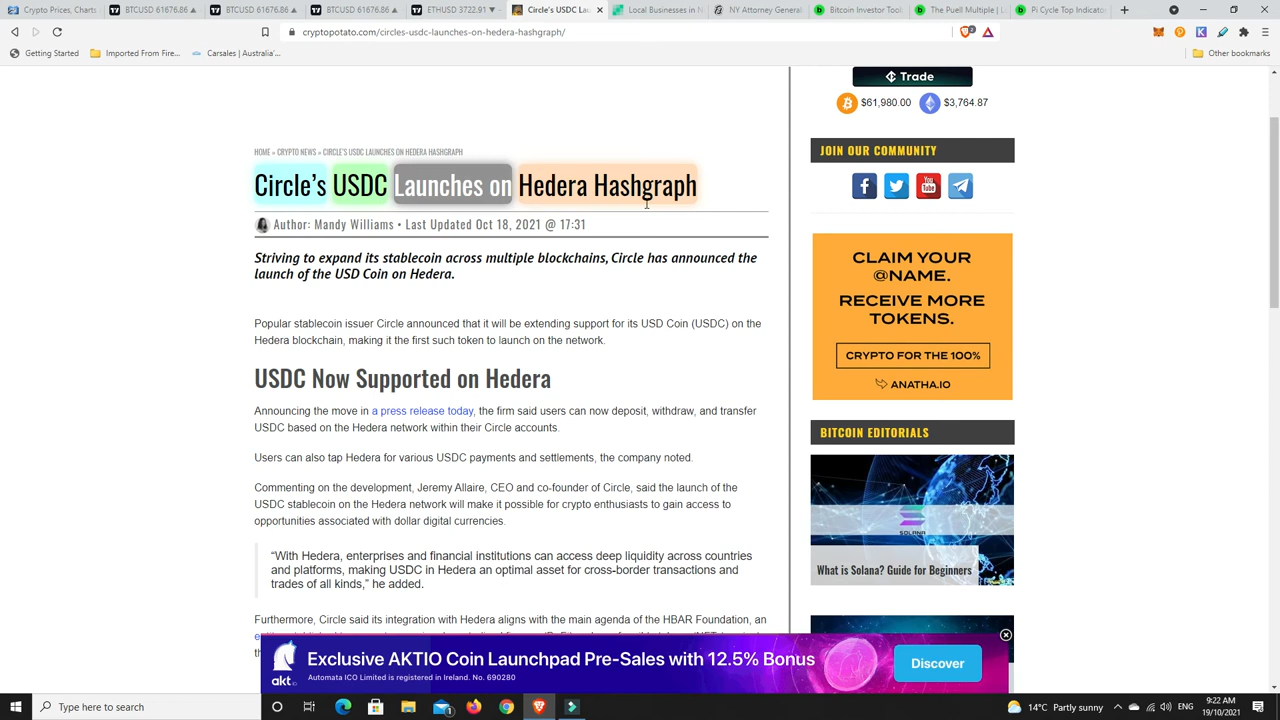 Crypto Prices, Charts
BTCUSD 61676.86 ▲
BTCUSD 61676.86 ▲
BTCUSD 61676.86 ▲
ETHUSD 3722.91 ▼
Circle's USDC La
Local Businesses in N
NY Attorney General
Bitcoin Investor Tool:
The Puell Multiple | L
Pi Cycle Top Indicator
cryptopotato.com/circles-usdc-launches-on-hedera-hashgraph/
Getting Started
Imported From Fire...
Carsales | Australia'...
Other bookmarks
Trade
$61,980.00
$3,764.87
HOME » CRYPTO NEWS » CIRCLE'S USDC LAUNCHES ON HEDERA HASHGRAPH
Circle's USDC Launches on Hedera Hashgraph
Author: Mandy Williams • Last Updated Oct 18, 2021 @ 17:31
Striving to expand its stablecoin across multiple blockchains, Circle has announced the
launch of the USD Coin on Hedera.
Popular stablecoin issuer Circle announced that it will be extending support for its USD Coin (USDC) on the
Hedera blockchain, making it the first such token to launch on the network.
USDC Now Supported on Hedera
Announcing the move in a press release today, the firm said users can now deposit, withdraw, and transfer
USDC based on the Hedera network within their Circle accounts.
Users can also tap Hedera for various USDC payments and settlements, the company noted.
Commenting on the development, Jeremy Allaire, CEO and co-founder of Circle, said the launch of the
USDC stablecoin on the Hedera network will make it possible for crypto enthusiasts to gain access to
opportunities associated with dollar digital currencies.
“With Hedera, enterprises and financial institutions can access deep liquidity across countries
and platforms, making USDC in Hedera an optimal asset for cross-border transactions and
trades of all kinds,” he added.
Furthermore, Circle said its integration with Hedera aligns with the main agenda of the HBAR Foundation, an
JOIN OUR COMMUNITY
You
Tube
CLAIM YOUR
@NAME.
RECEIVE MORE
TOKENS.
CRYPTO FOR THE 100%
ANATHA.IO
BITCOIN EDITORIALS
SOLANA
What is Solana? Guide for Beginners
akt
Exclusive AKTIO Coin Launchpad Pre-Sales with 12.5% Bonus
Automata ICO Limited is registered in Ireland. No. 690280
Discover
Type here to search
14°C Partly sunny
ENG
9:22 AM
19/10/2021